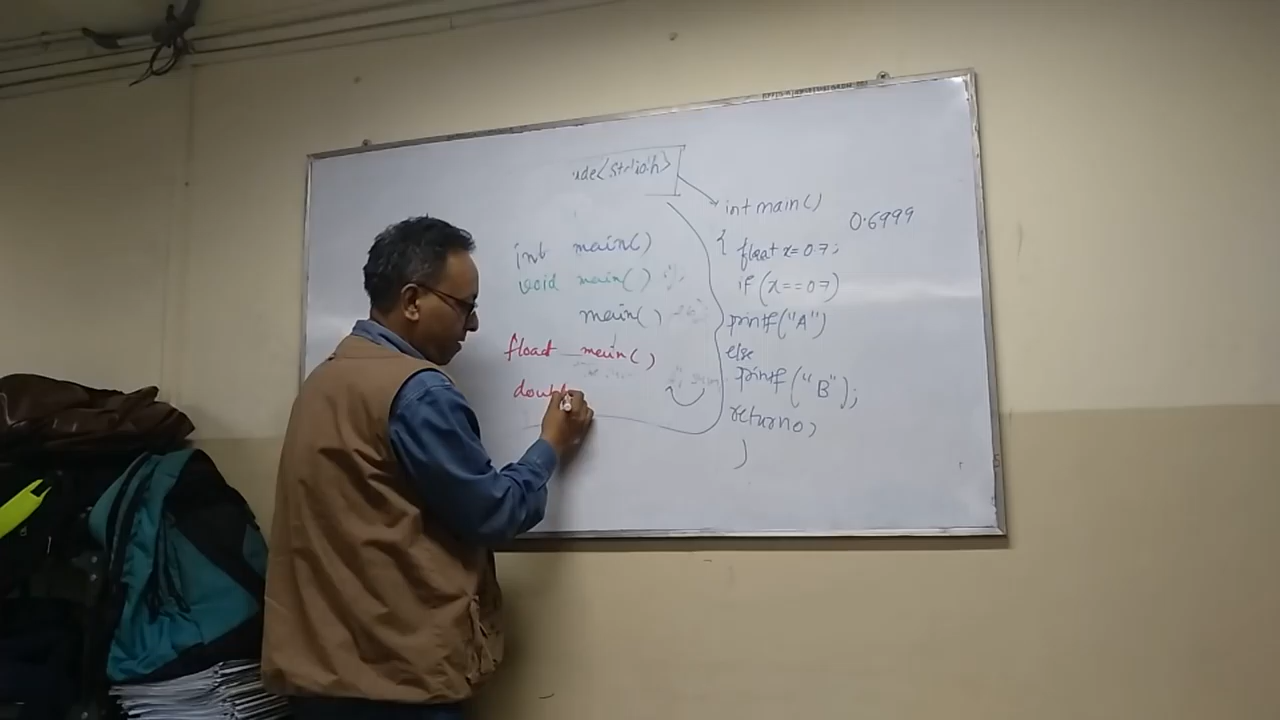 ude<stdio.h>
int main()
void main()
main()
float main()
doubl
int main()
0.6999
{ float x=0.7;
if (x==0.7)
printf("A")
else
printf("B");
return 0;
}